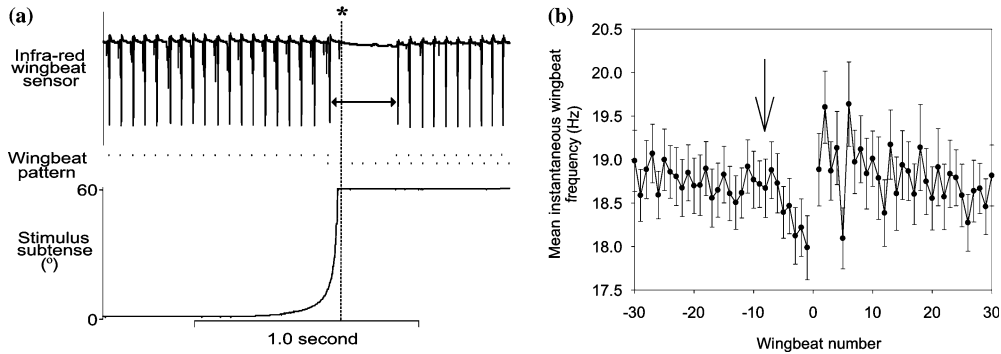 (a)
*
Infra-red
wingbeat
sensor
Wingbeat
pattern
60
Stimulus
subtense
(º)
0
1.0 second
(b)
Mean instantaneous wingbeat
frequency (Hz)
20.5
20.0
19.5
19.0
18.5
18.0
17.5
-30 -20 -10 0 10 20 30
Wingbeat number